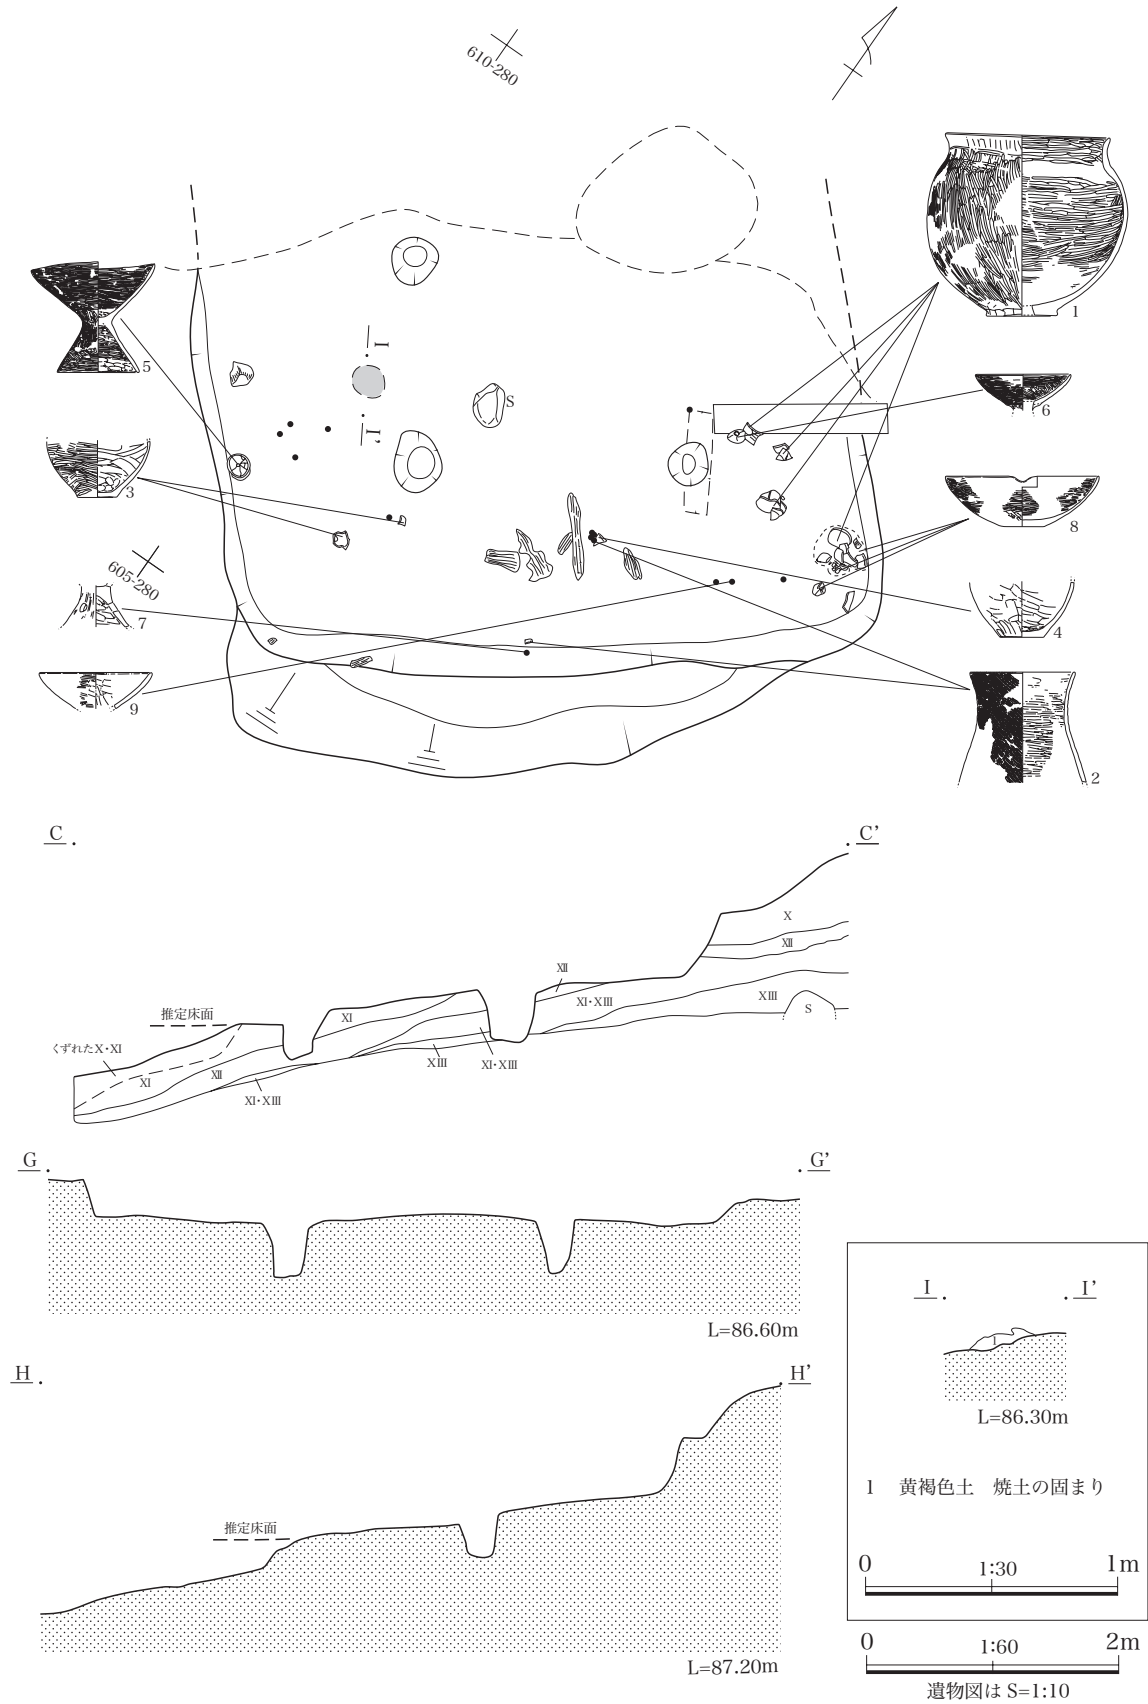 610-280
1
5
I
6
S
3
I’
8
605-280
7
4
9
2
C
C’
X
XII
XII
推定床面
XI
XI・XIII
XIII
S
くずれたX・XI
XI
XII
XIII
XI・XIII
XI・XIII
G
G’
L=86.60m
I
I’
1
L=86.30m
H
H’
1 黄褐色土 焼土の固まり
推定床面
0 1:30 1m
0 1:60 2m
L=87.20m
遺物図は S=1:10